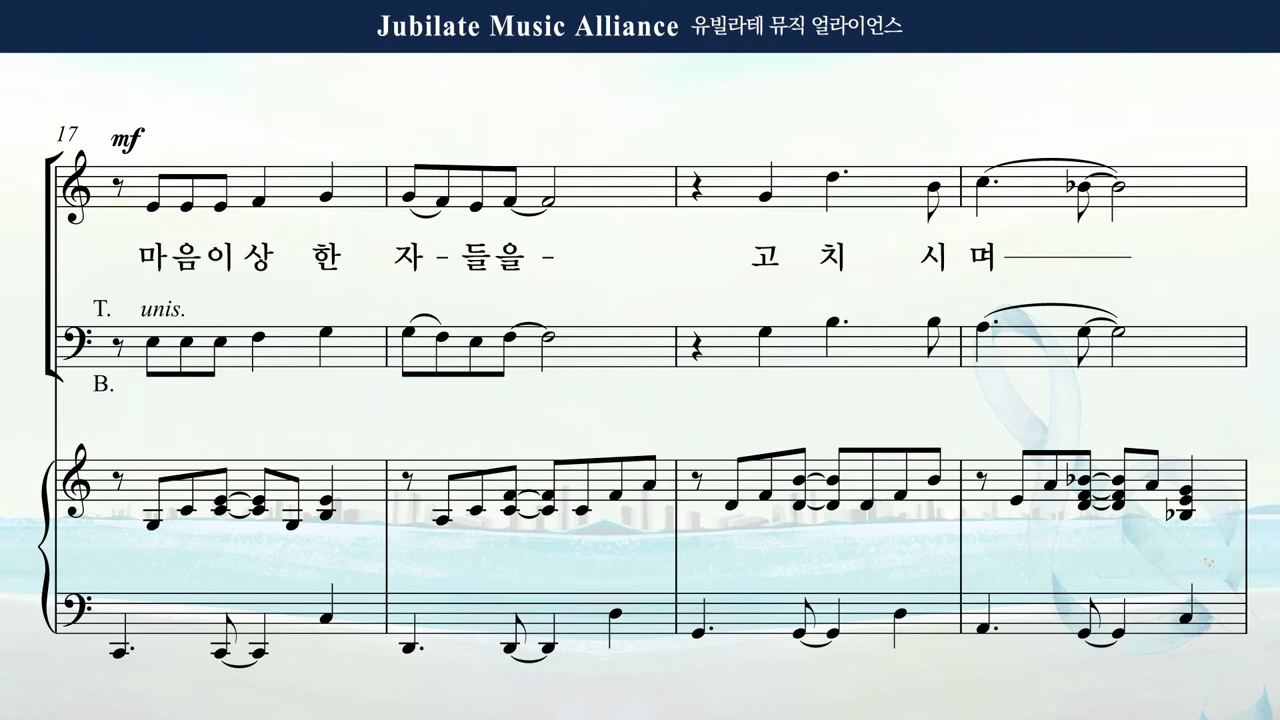 Jubilate Music Alliance 유빌라테 뮤직 얼라이언스
17 mf
마음이상 한 자 - 들을 - 고 치 시 며
T. unis.
B.